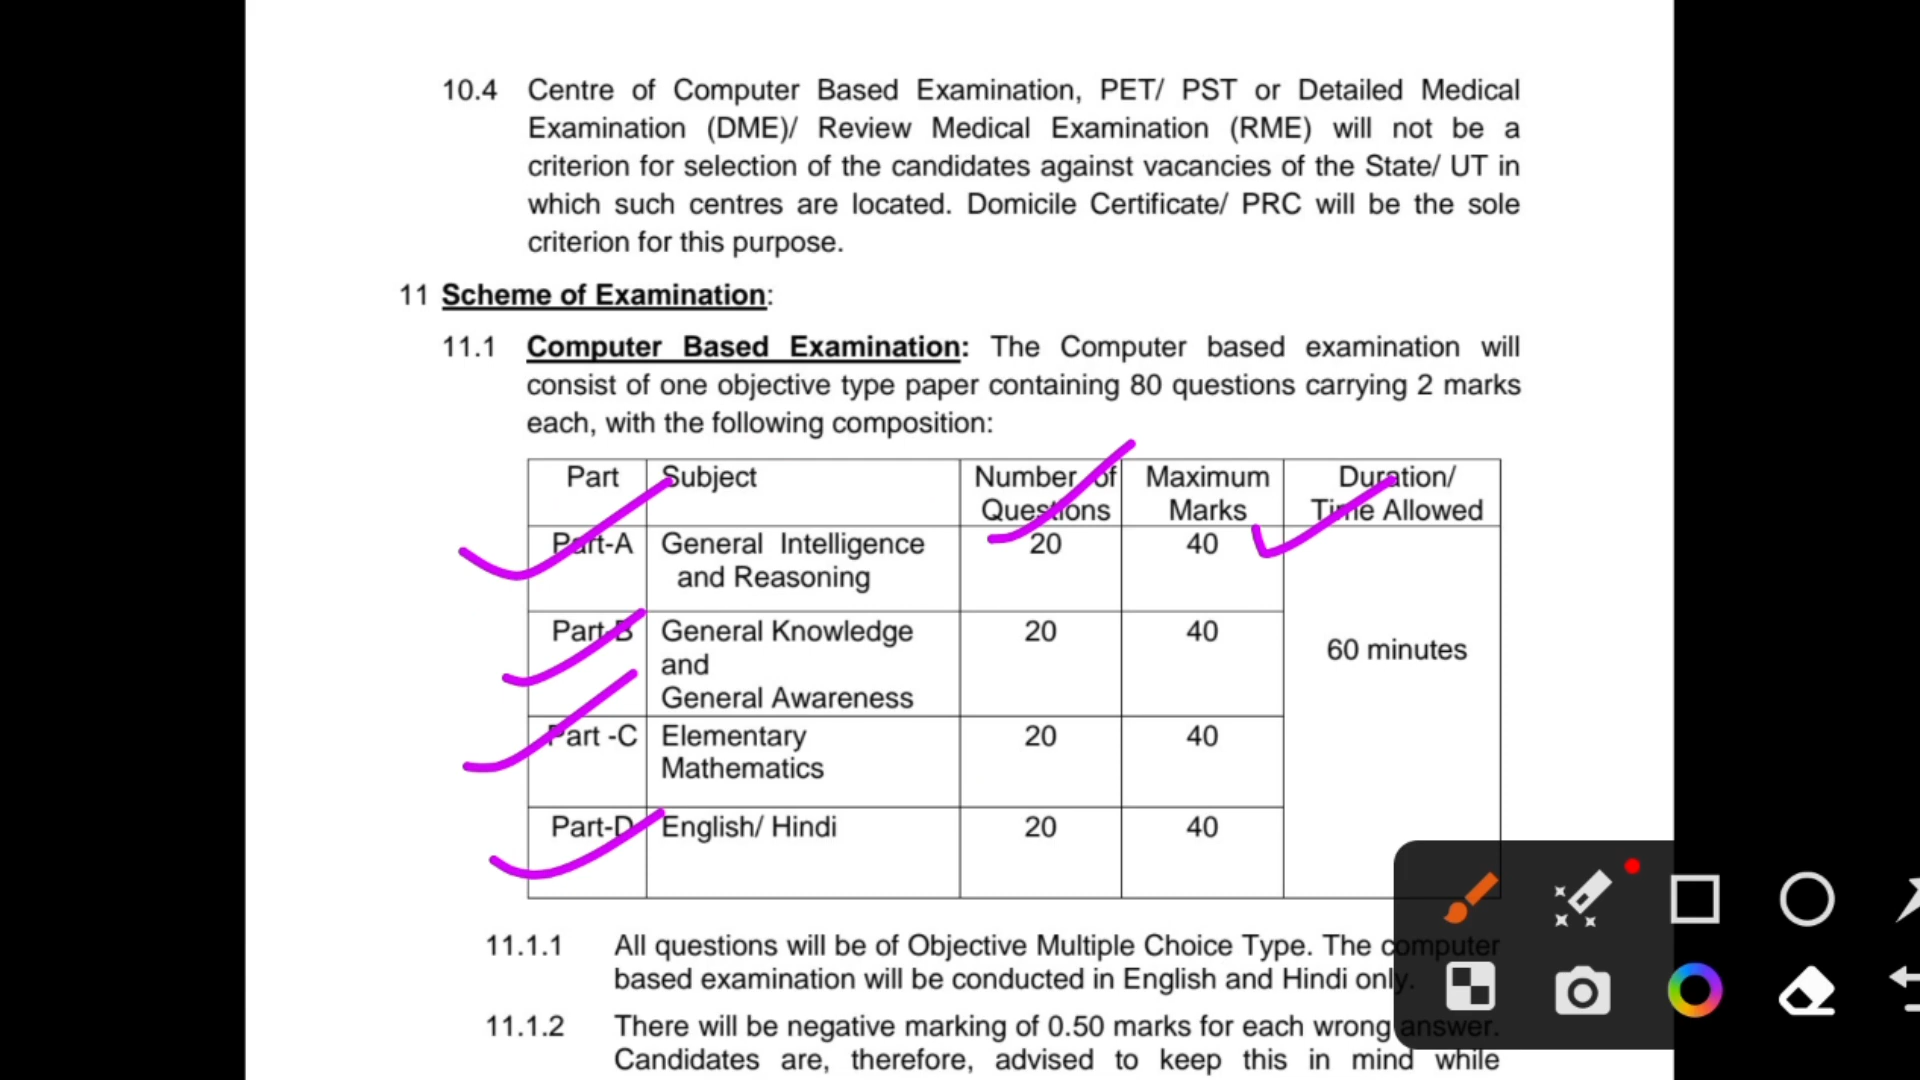 10.4 Centre of Computer Based Examination, PET/ PST or Detailed Medical
Examination (DME)/ Review Medical Examination (RME) will not be a
criterion for selection of the candidates against vacancies of the State/ UT in
which such centres are located. Domicile Certificate/ PRC will be the sole
criterion for this purpose.
11 Scheme of Examination:
11.1 Computer Based Examination: The Computer based examination will
consist of one objective type paper containing 80 questions carrying 2 marks
each, with the following composition:
Part Subject Number of Maximum Duration/
Questions Marks Time Allowed
Part-A General Intelligence 20 40
and Reasoning
Part-B General Knowledge 20 40
60 minutes
and
General Awareness
Part -C Elementary 20 40
Mathematics
Part-D English/ Hindi 20 40
11.1.1 All questions will be of Objective Multiple Choice Type. The computer
based examination will be conducted in English and Hindi only.
11.1.2 There will be negative marking of 0.50 marks for each wrong answer.
Candidates are, therefore, advised to keep this in mind while